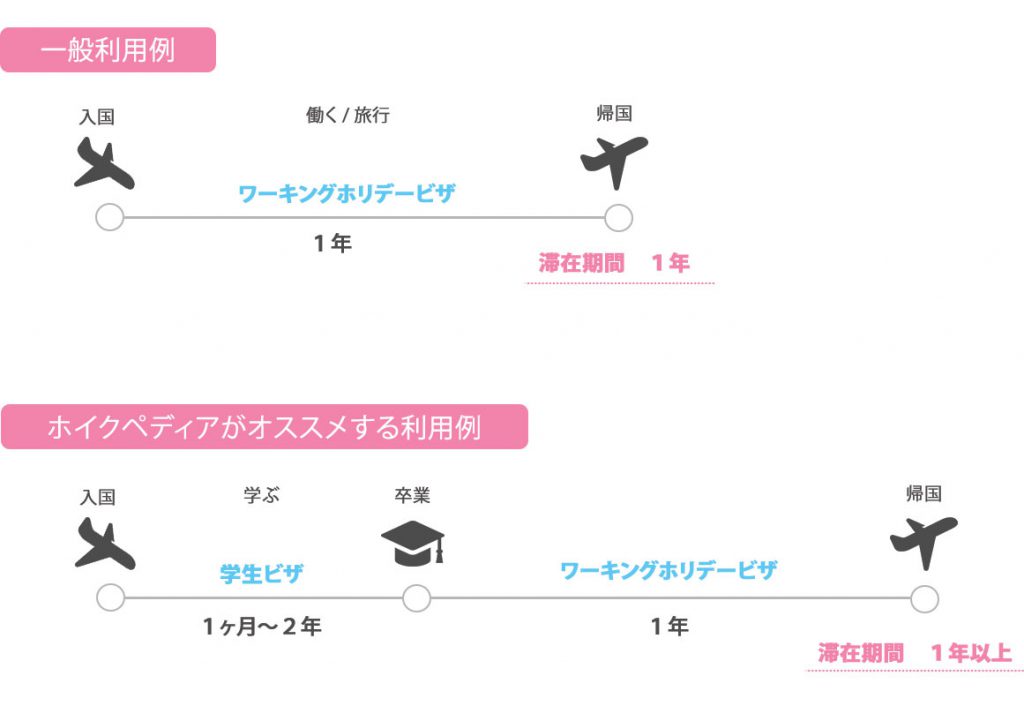 一般利用例
入国
働く / 旅行
帰国
ワーキングホリデービザ
1 年
滞在期間　1 年
ホイクペディアがオススメする利用例
入国
学ぶ
卒業
帰国
学生ビザ
ワーキングホリデービザ
1 ヶ月〜 2 年
1 年
滞在期間　1 年以上